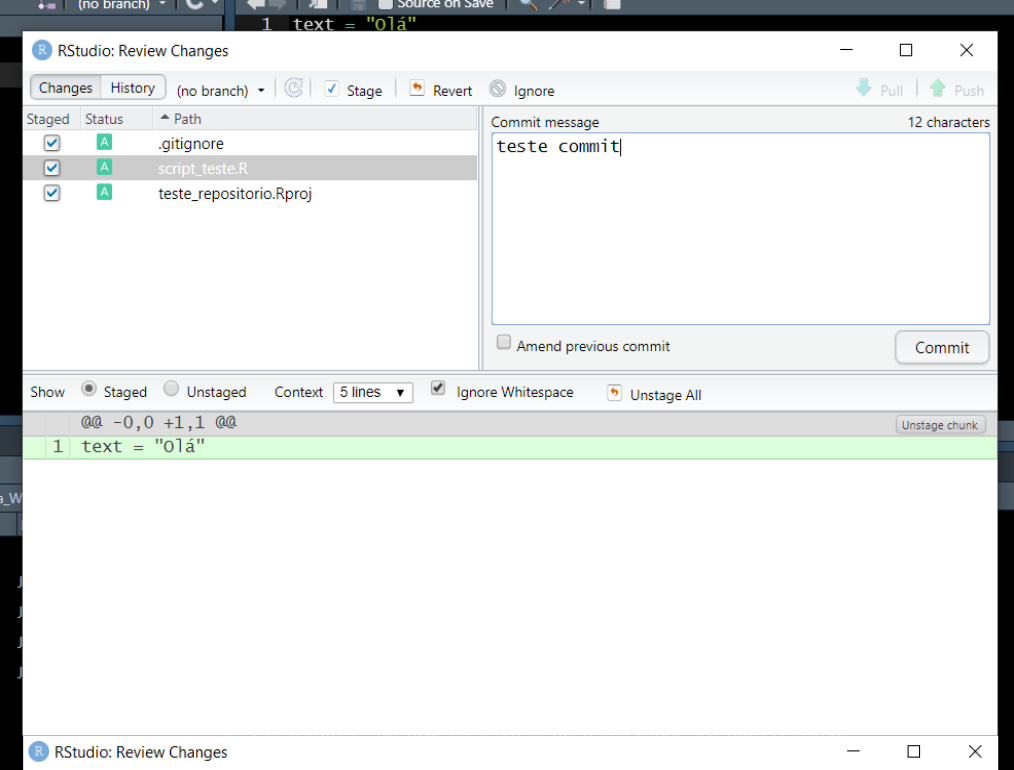 (no branch) Source on Save
1 text = "Olá"
RStudio: Review Changes
Changes History (no branch) Stage Revert Ignore Pull Push
Staged Status Path
Commit message 12 characters
A .gitignore
teste commit
A script_teste.R
A teste_repositorio.Rproj
Amend previous commit Commit
Show Staged Unstaged Context 5 lines Ignore Whitespace Unstage All
@@ -0,0 +1,1 @@ Unstage chunk
1 text = "Olá"
RStudio: Review Changes